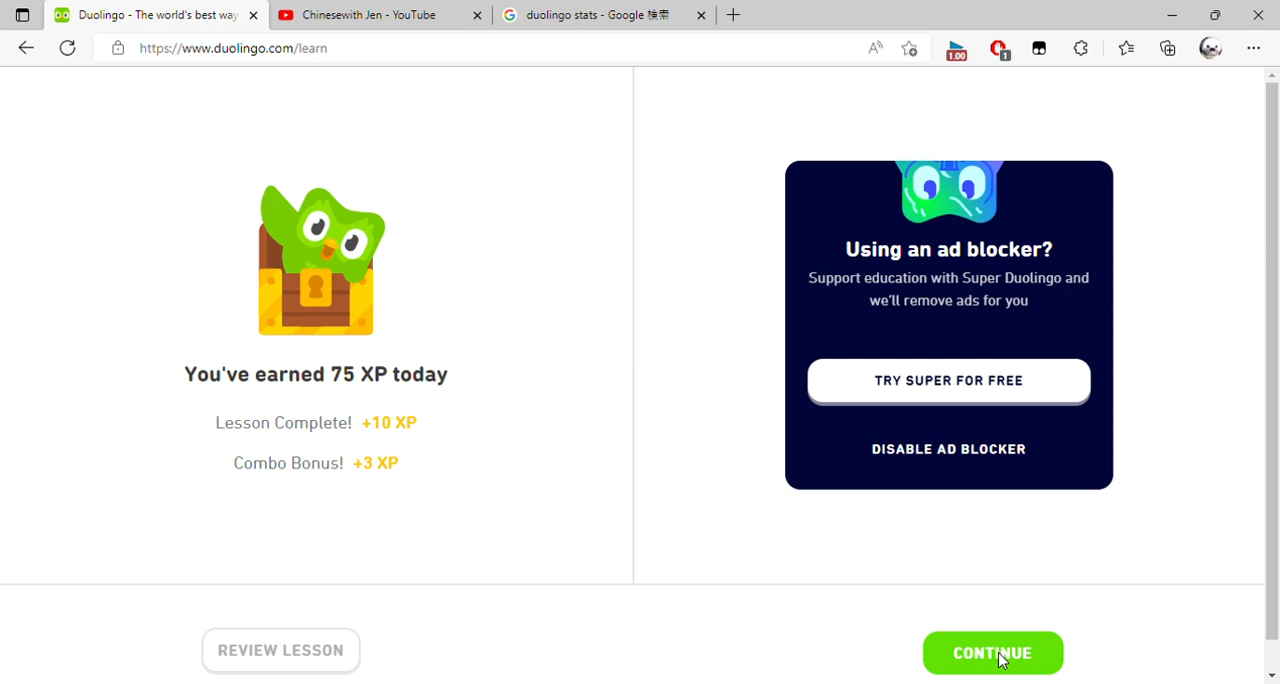 Duolingo - The world's best way
Chinesewith Jen - YouTube
duolingo stats - Google 検索
https://www.duolingo.com/learn
1.00
1
You've earned 75 XP today
Lesson Complete! +10 XP
Combo Bonus! +3 XP
Using an ad blocker?
Support education with Super Duolingo and
we'll remove ads for you
TRY SUPER FOR FREE
DISABLE AD BLOCKER
REVIEW LESSON
CONTINUE